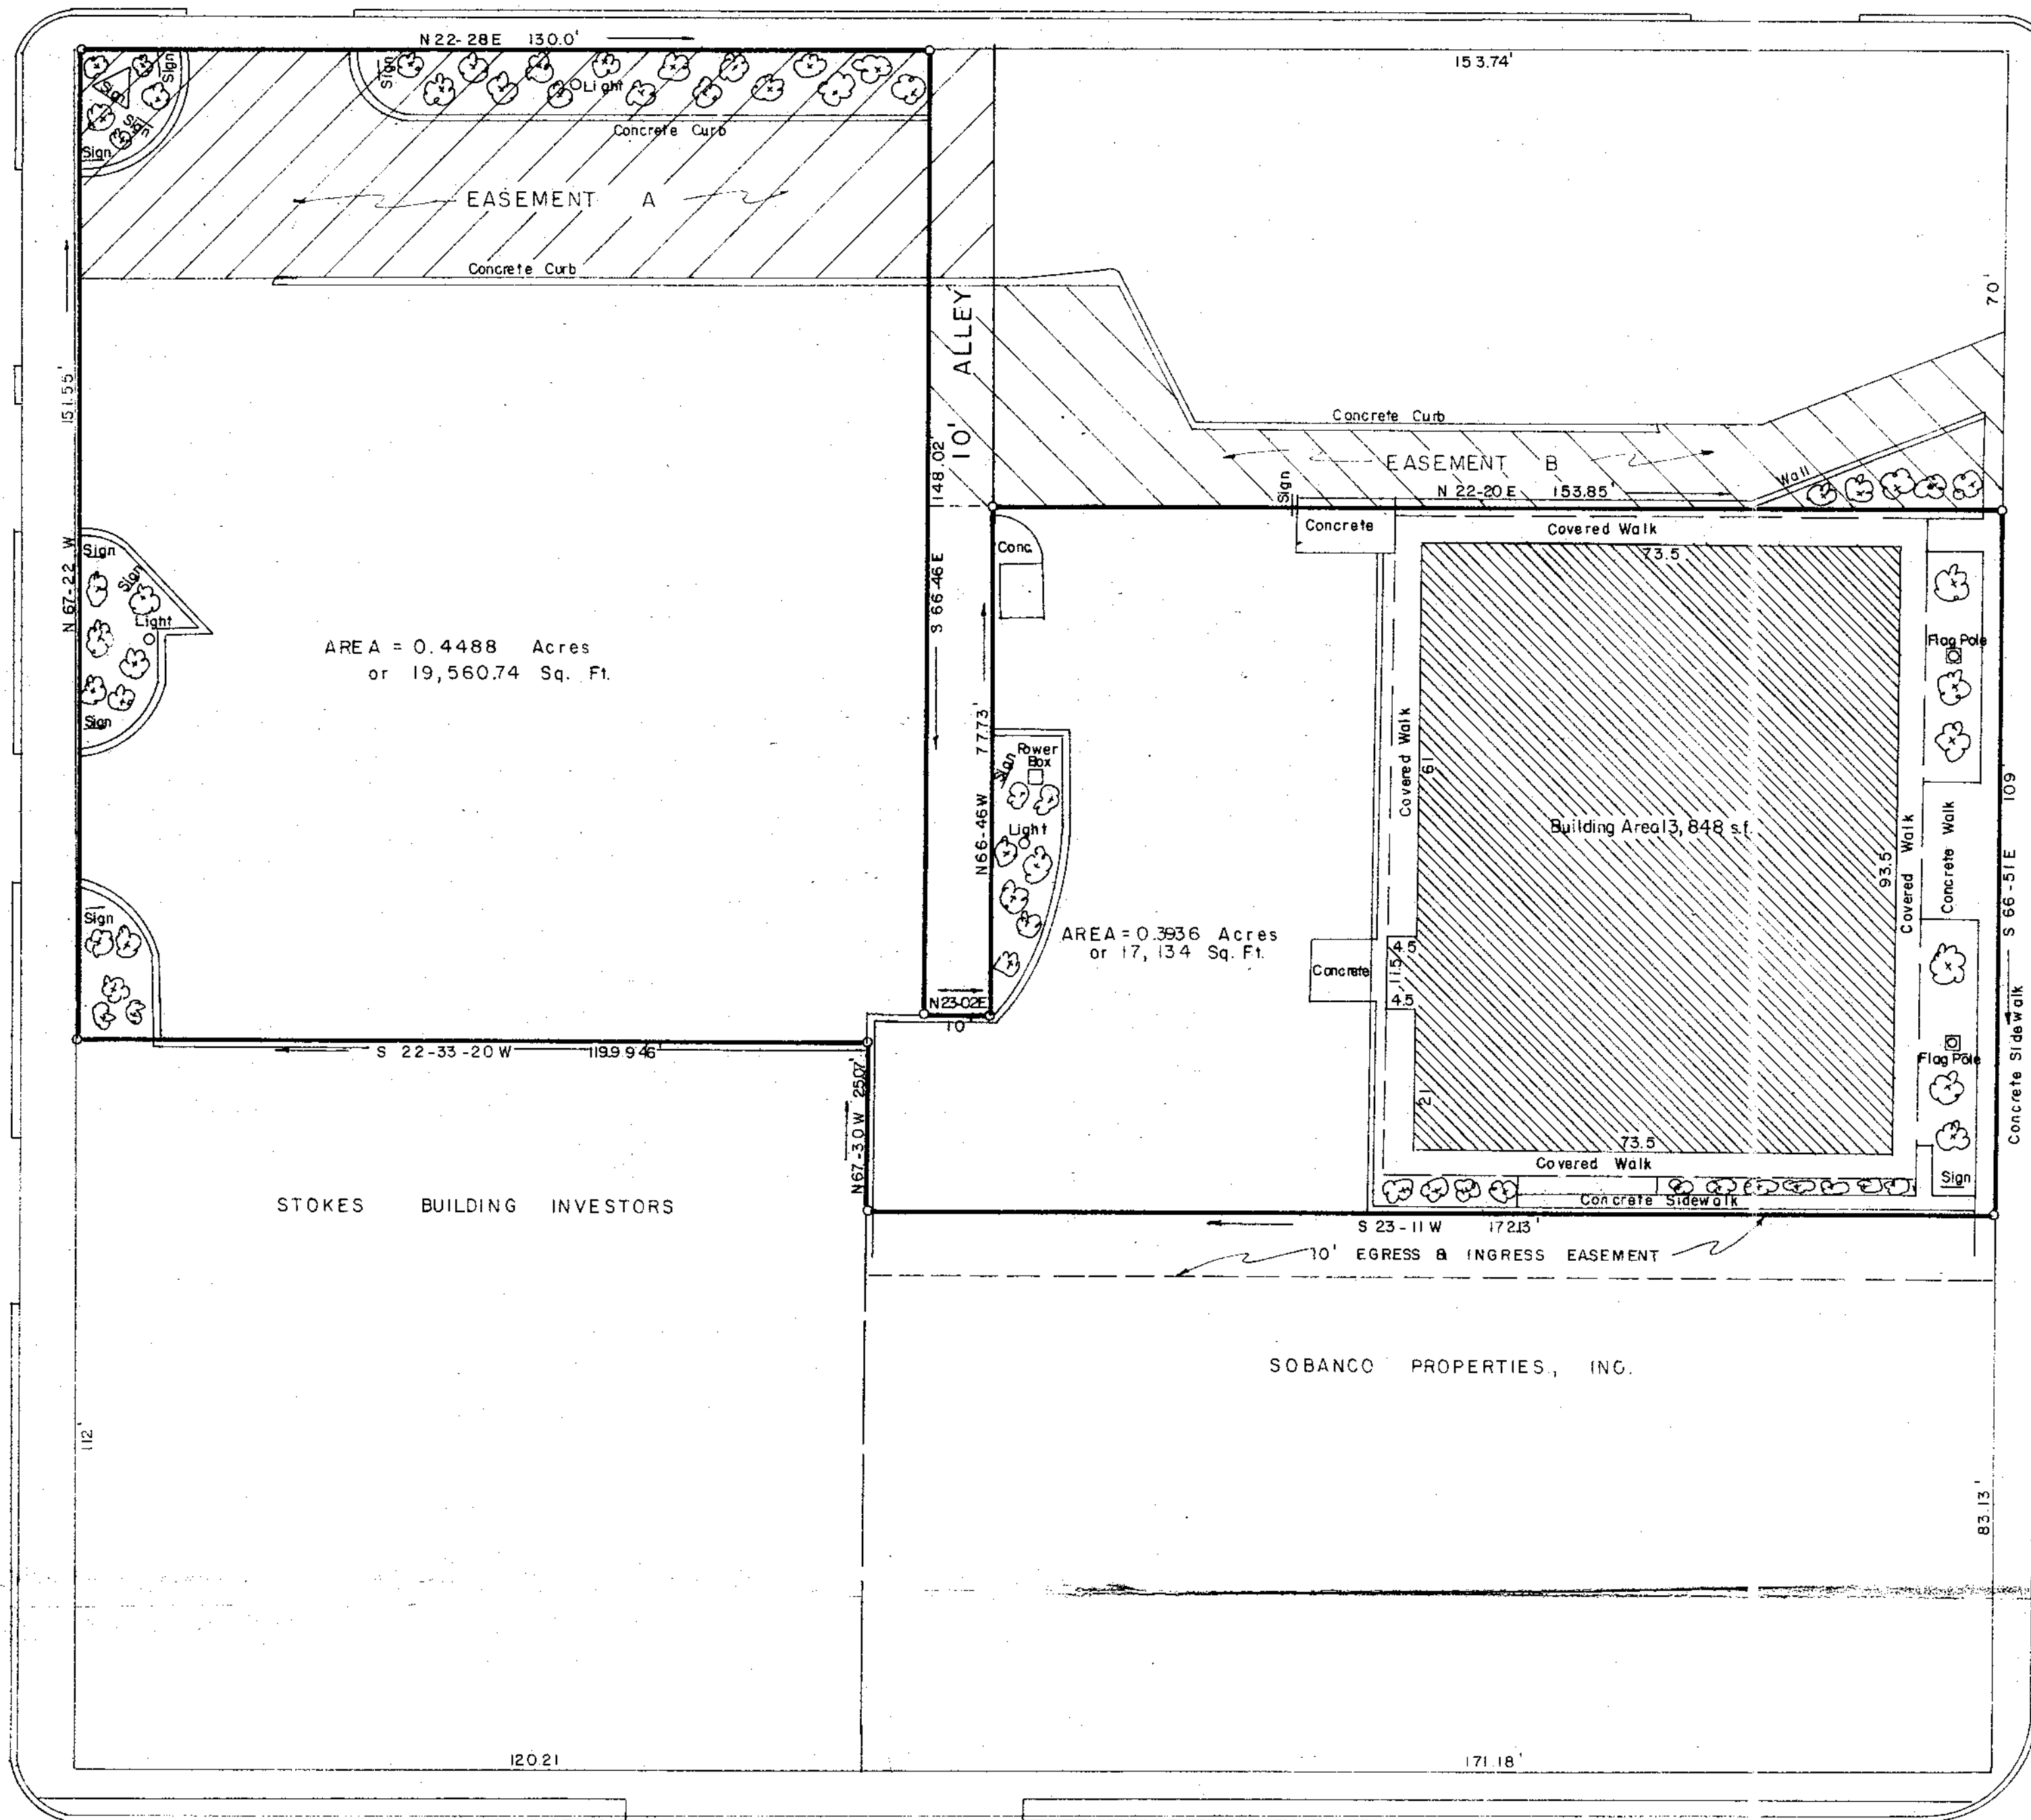 N 22-28 E 130.0'
153.74'
Sign
Sign
Sign
Sign
Sign
Light
Concrete Curb
EASEMENT A
Concrete Curb
70'
10' ALLEY
151.55'
N 67-22 W
148.02'
S 66-46 E
Concrete Curb
EASEMENT B
Wall
Sign
N 22-20 E 153.85'
Concrete
Covered Walk
73.5
Conc.
Sign
Sign
Light
Sign
AREA = 0.4488 Acres
or 19,560.74 Sq. Ft.
77.73'
N66-46W
Power
Box
Sign
Light
Covered Walk
61
Building Area 13, 848 s.f.
93.5
Covered Walk
Concrete Walk
Flag Pole
109'
S 66-51 E
Concrete Sidewalk
Sign
AREA = 0.3936 Acres
or 17, 134 Sq. Ft.
Concrete
4.5
11.5
4.5
N 23-02E
10'
S 22-33-20 W 119.946'
N 67-30 W 25.07'
21
Flag Pole
73.5
Covered Walk
Sign
Concrete Sidewalk
STOKES BUILDING INVESTORS
S 23-11 W 172.13'
10' EGRESS & INGRESS EASEMENT
SOBANCO PROPERTIES., INC.
112'
83.13'
120.21
171.18'